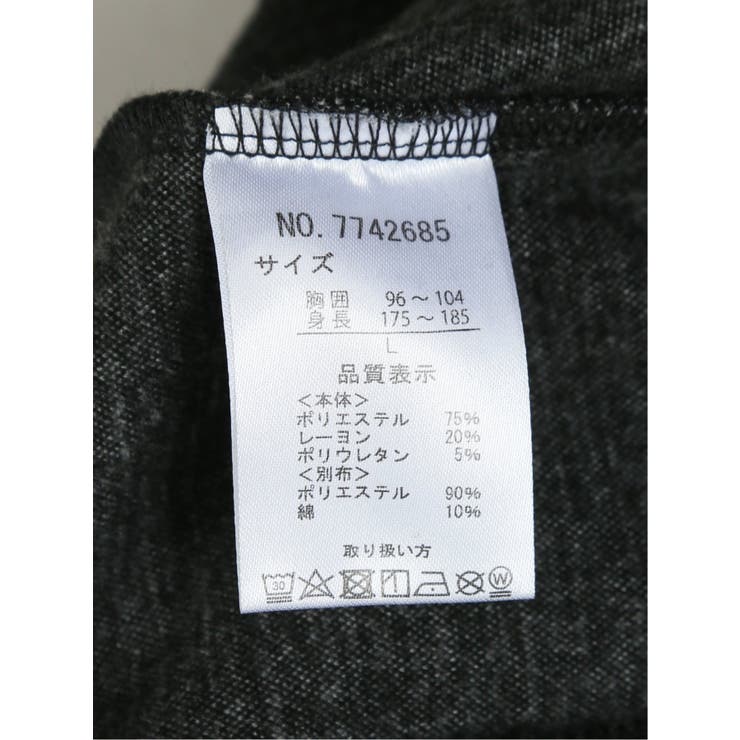 NO. 7742685
サイズ
胸囲 96～104
身長 175～185
L
品質表示
＜本体＞
ポリエステル 75%
レーヨン 20%
ポリウレタン 5%
＜別布＞
ポリエステル 90%
綿 10%
取り扱い方
30 W